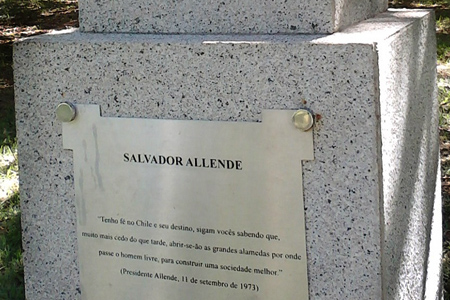 SALVADOR ALLENDE
"Tenho fé no Chile e seu destino, sigam vocês sabendo que,
muito mais cedo do que tarde, abrir-se-ão as grandes alamedas por onde
passe o homem livre, para construir uma sociedade melhor."
(Presidente Allende, 11 de setembro de 1973)